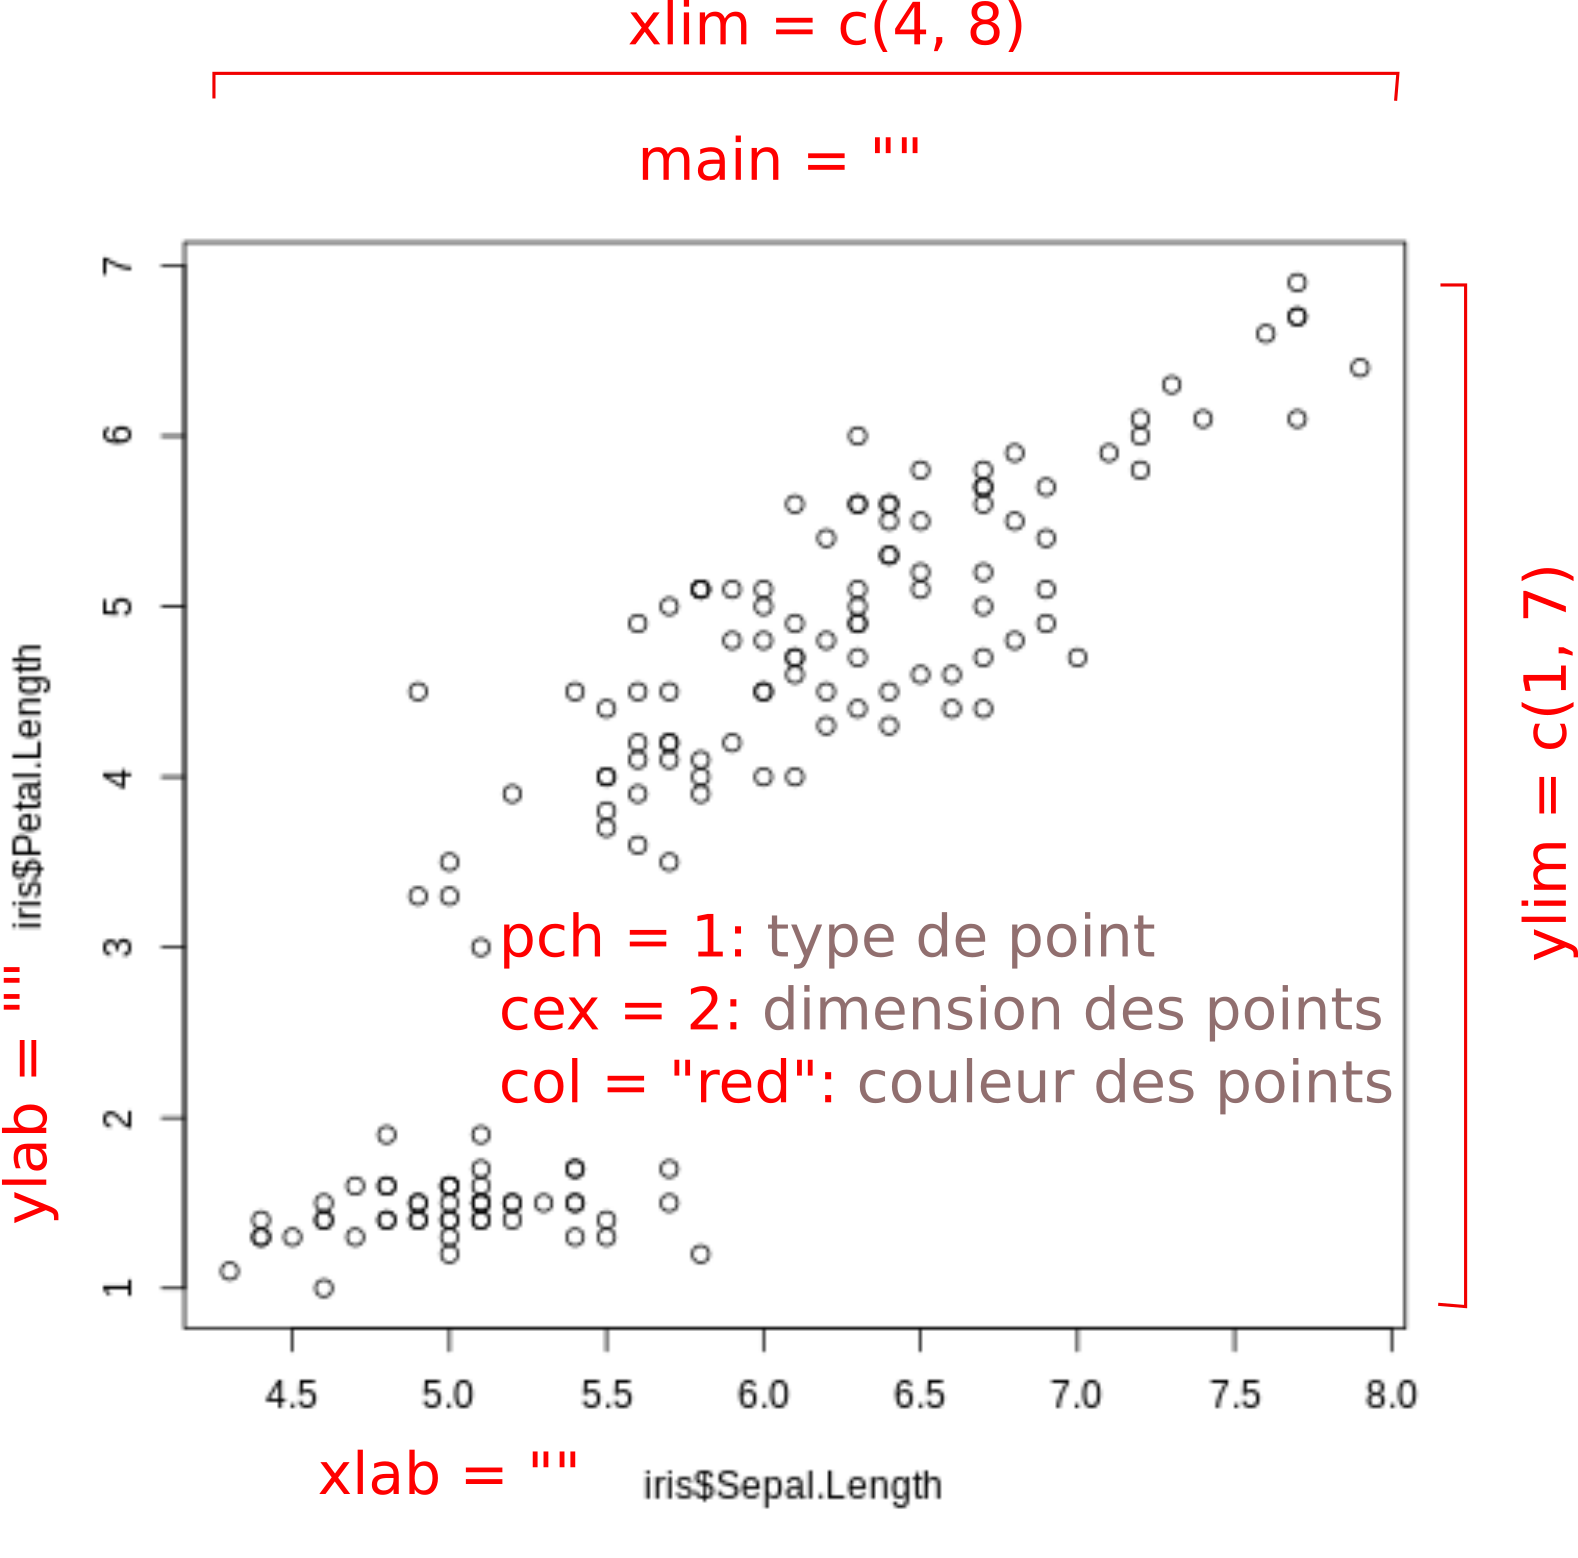 xlim = c(4, 8)
main = ""
7
6
5
4
3
2
1
iris$Petal.Length
ylab = ""
ylim = c(1, 7)
pch = 1: type de point
cex = 2: dimension des points
col = "red": couleur des points
4.5 5.0 5.5 6.0 6.5 7.0 7.5 8.0
xlab = ""
iris$Sepal.Length